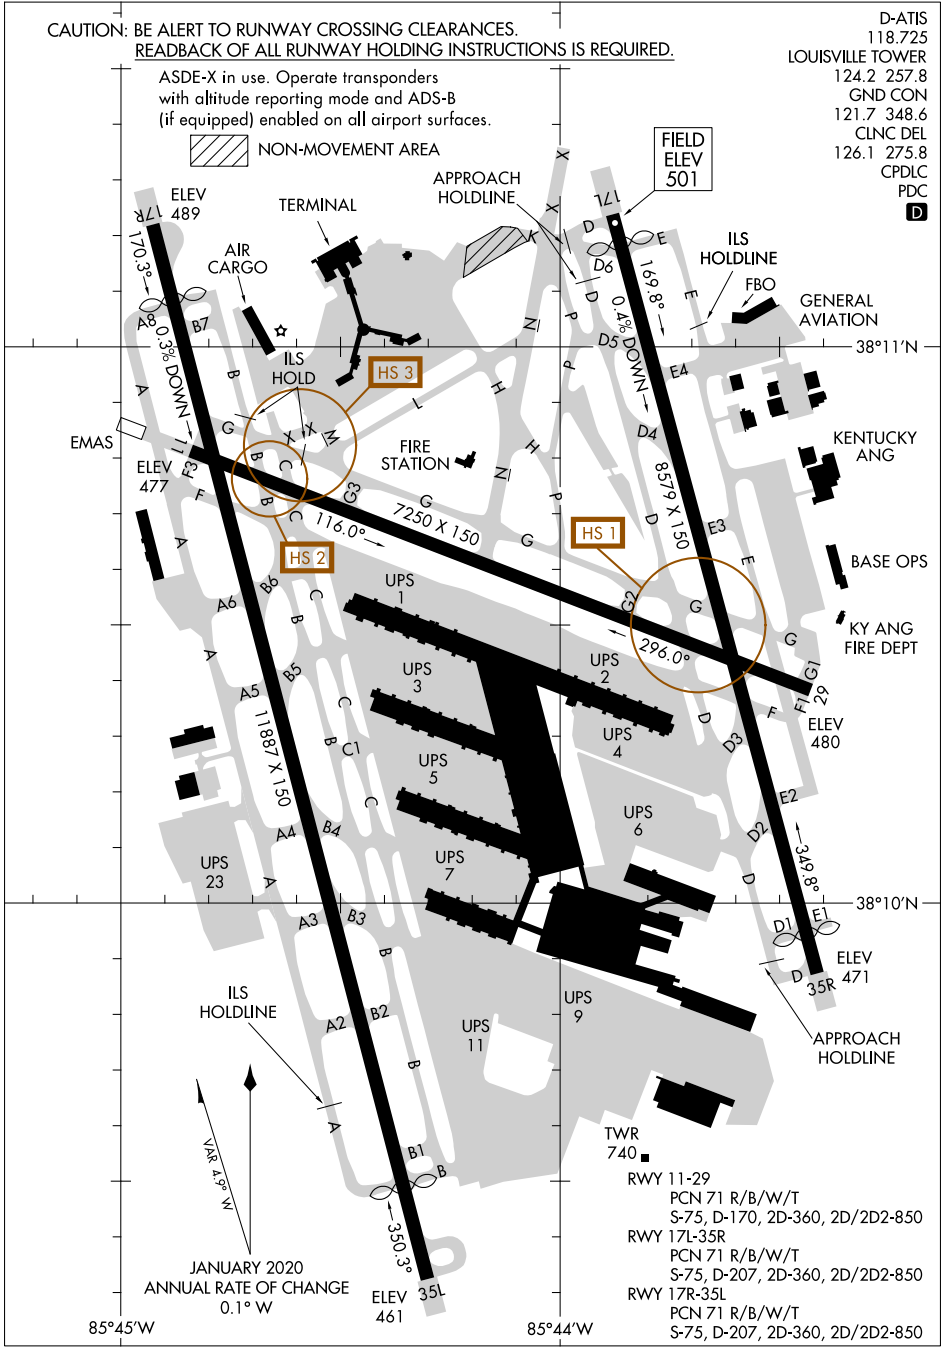 CAUTION: BE ALERT TO RUNWAY CROSSING CLEARANCES.
READBACK OF ALL RUNWAY HOLDING INSTRUCTIONS IS REQUIRED.
ASDE-X in use. Operate transponders
with altitude reporting mode and ADS-B
(if equipped) enabled on all airport surfaces.
NON-MOVEMENT AREA
D-ATIS
118.725
LOUISVILLE TOWER
124.2 257.8
GND CON
121.7 348.6
CLNC DEL
126.1 275.8
CPDLC
PDC
D
FIELD
ELEV
501
APPROACH
HOLDLINE
TERMINAL
AIR
CARGO
ELEV
489
17R
170.3°
A8
B7
0.3% DOWN
A
B
ILS
HOLD
HS 3
X
X
K
N
D
P
17L
D
E
D6
169.8°
0.4% DOWN
E
ILS
HOLDLINE
FBO
GENERAL
AVIATION
38°11'N
D5
E4
P
H
L
H
D4
KENTUCKY
ANG
EMAS
11
ELEV
477
F3
F
G
B
C
X
X
M
FIRE
STATION
N
P
G3
G
G
7250 X 150
116.0°
B
C
HS 2
HS 1
8579 X 150
D
E3
E
BASE OPS
A
A6
B6
C
B
UPS
1
G2
G
G
KY ANG
FIRE DEPT
296.0°
G1
29
F1
F
ELEV
480
A
A5
B5
C
B
C1
C
UPS
3
UPS
2
UPS
4
D
D3
11887 X 150
UPS
5
UPS
6
E2
D2
A4
B4
UPS
23
A
UPS
7
D
349.8°
38°10'N
A3
B3
B
D1
E1
D
35R
ELEV
471
ILS
HOLDLINE
A2
B2
UPS
9
UPS
11
APPROACH
HOLDLINE
B
A
VAR 4.9° W
B1
B
TWR
740
350.3°
JANUARY 2020
ANNUAL RATE OF CHANGE
0.1° W
ELEV
461
35L
RWY 11-29
PCN 71 R/B/W/T
S-75, D-170, 2D-360, 2D/2D2-850
RWY 17L-35R
PCN 71 R/B/W/T
S-75, D-207, 2D-360, 2D/2D2-850
RWY 17R-35L
PCN 71 R/B/W/T
S-75, D-207, 2D-360, 2D/2D2-850
85°45'W
85°44'W